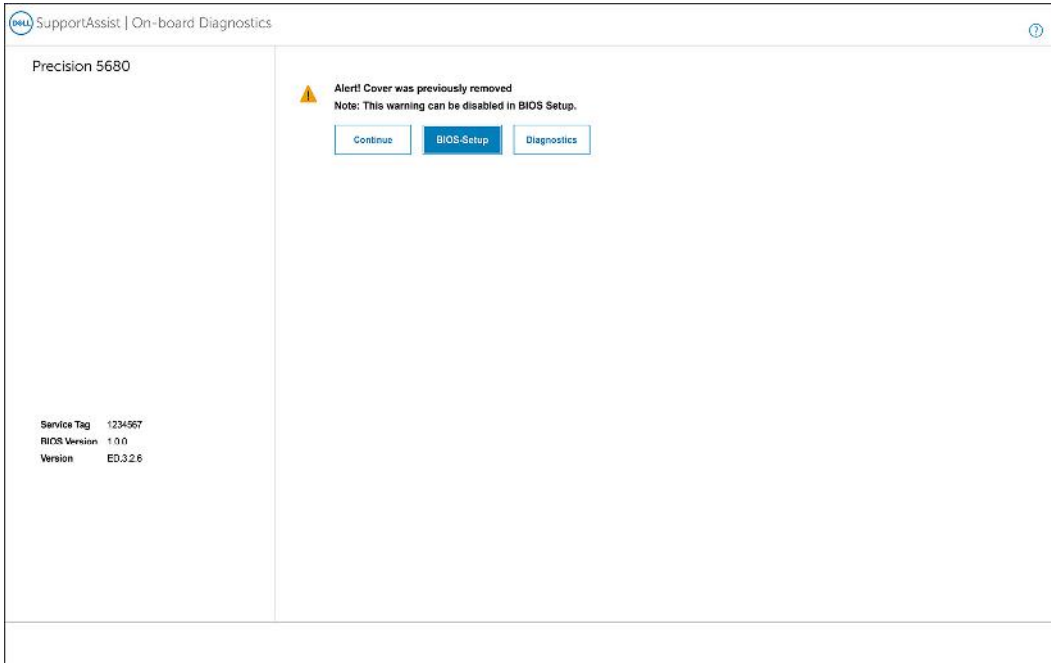 DELL SupportAssist | On-board Diagnostics
?
Precision 5680
Alert! Cover was previously removed
Note: This warning can be disabled in BIOS Setup.
Continue BIOS-Setup Diagnostics
Service Tag 1234567
BIOS Version 1.0.0
Version ED.3.2.6